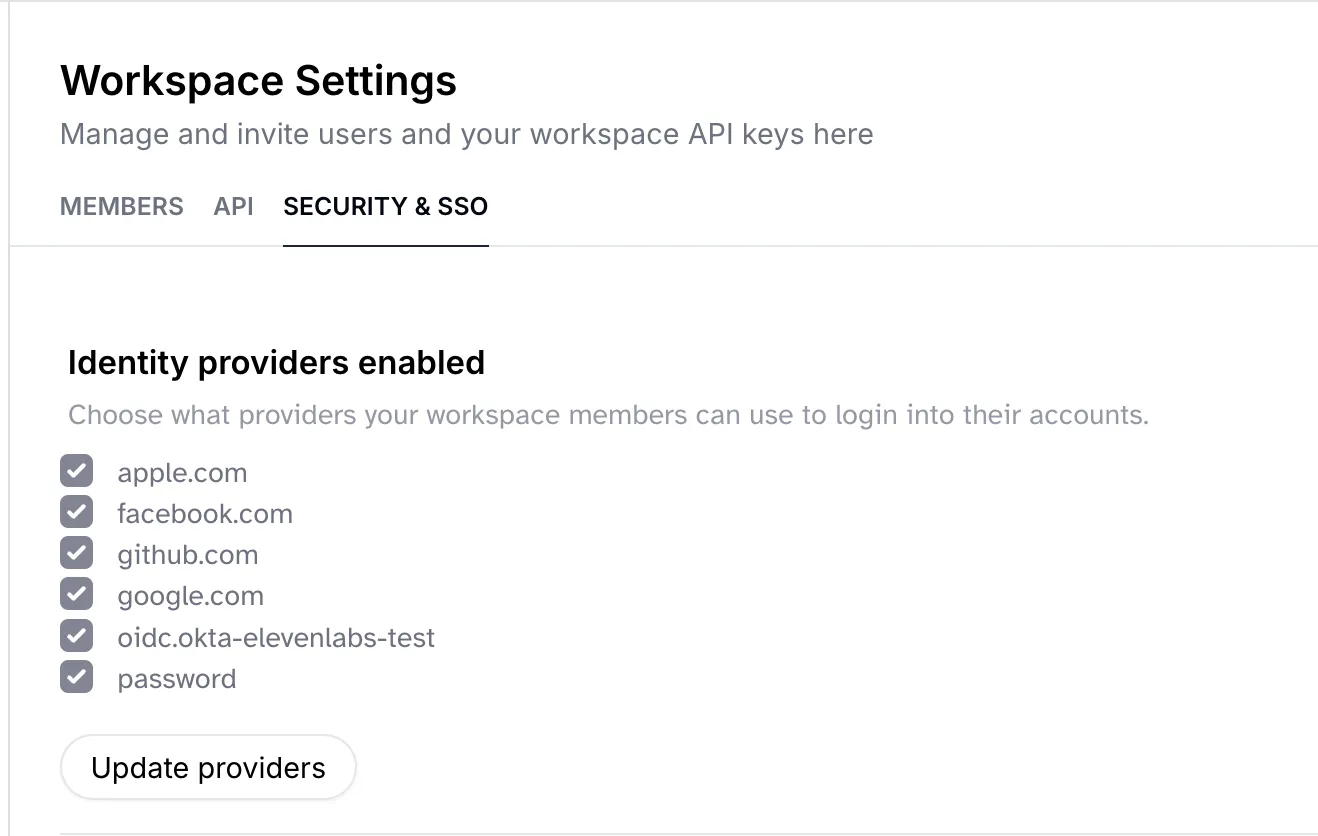 Workspace Settings
Manage and invite users and your workspace API keys here
MEMBERS API SECURITY & SSO
Identity providers enabled
Choose what providers your workspace members can use to login into their accounts.
apple.com
facebook.com
github.com
google.com
oidc.okta-elevenlabs-test
password
Update providers